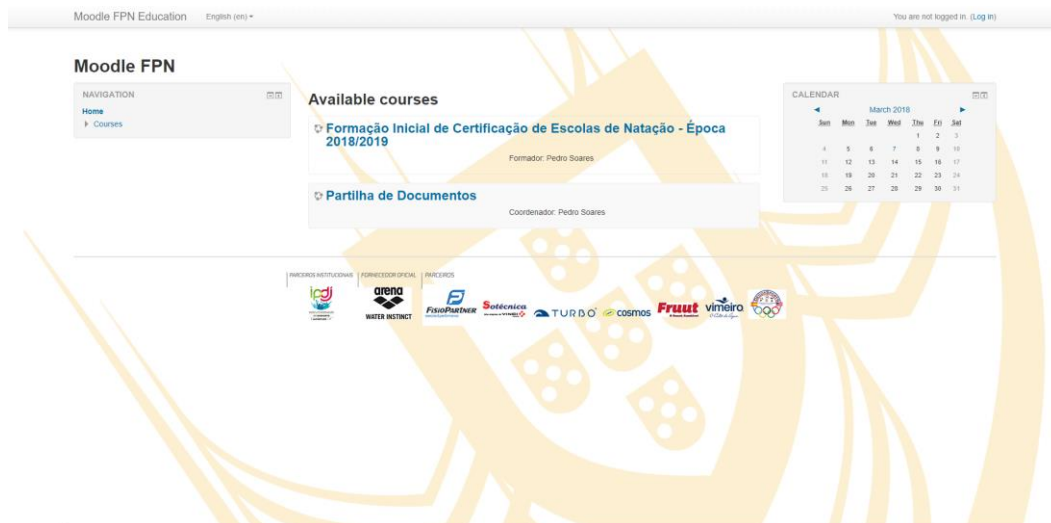 Moodle FPN Education English (en)
You are not logged in. (Log in)
Moodle FPN
NAVIGATION
Home
Courses
Available courses
Formação Inicial de Certificação de Escolas de Natação - Época
2018/2019
Formador: Pedro Soares
Partilha de Documentos
Coordenador: Pedro Soares
CALENDAR
March 2018
Sun Mon Tue Wed Thu Fri Sat
1 2 3
4 5 6 7 8 9 10
11 12 13 14 15 16 17
18 19 20 21 22 23 24
25 26 27 28 29 30 31
PARCEIROS INSTITUCIONAIS FORNECEDOR OFICIAL PARCEIROS
ipdj
arena
WATER INSTINCT
FISIOPARTNER
Sotécnica
TURBO
cosmos
Fruut
vimeiro